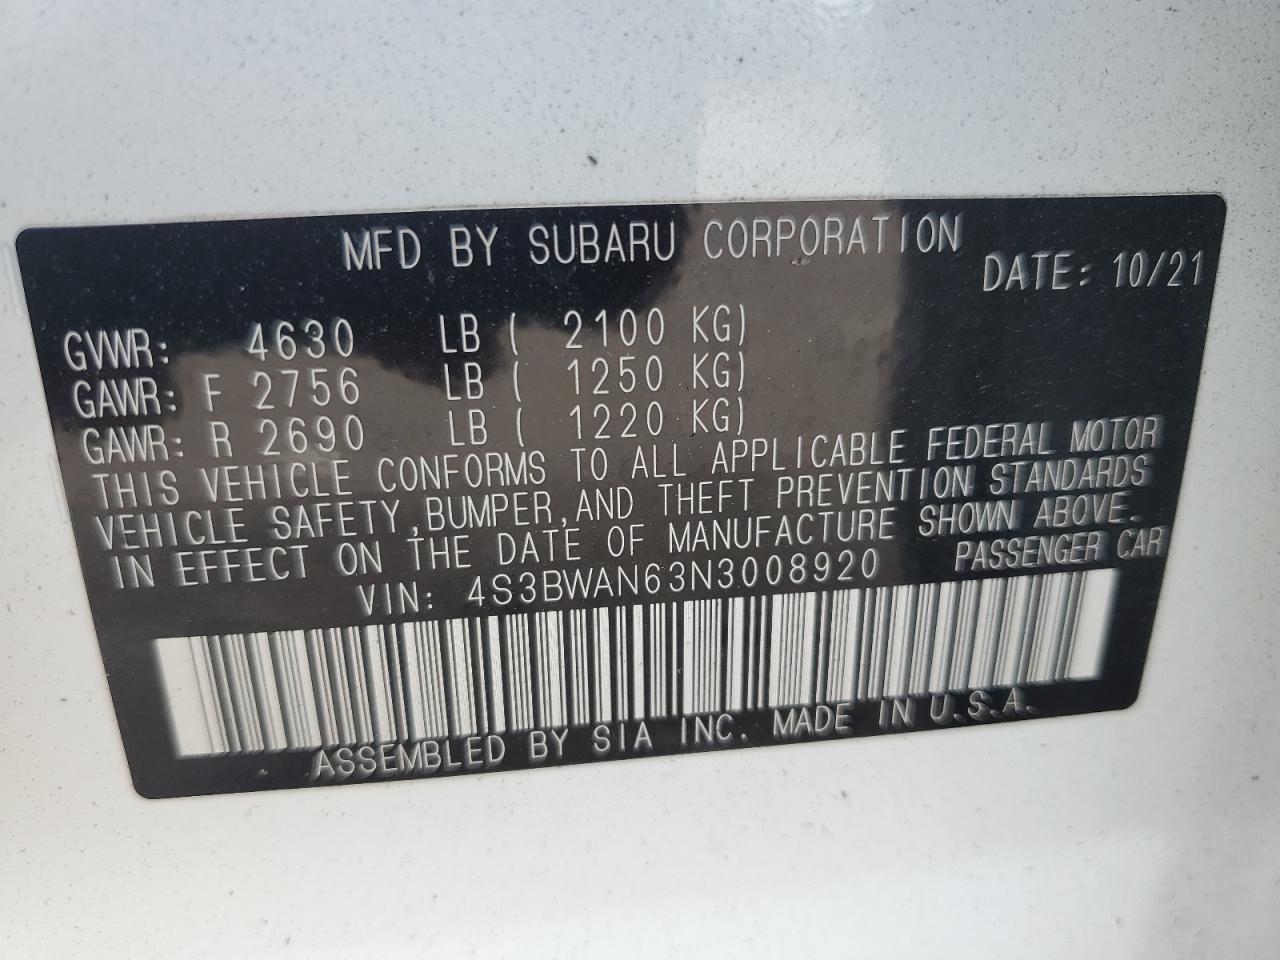 MFD BY SUBARU CORPORATION
DATE: 10/21
GVWR: 4630 LB ( 2100 KG)
GAWR: F 2756 LB ( 1250 KG)
GAWR: R 2690 LB ( 1220 KG)
THIS VEHICLE CONFORMS TO ALL APPLICABLE FEDERAL MOTOR
VEHICLE SAFETY, BUMPER, AND THEFT PREVENTION STANDARDS
IN EFFECT ON THE DATE OF MANUFACTURE SHOWN ABOVE.
VIN: 4S3BWAN63N3008920 PASSENGER CAR
ASSEMBLED BY SIA INC. MADE IN U.S.A.